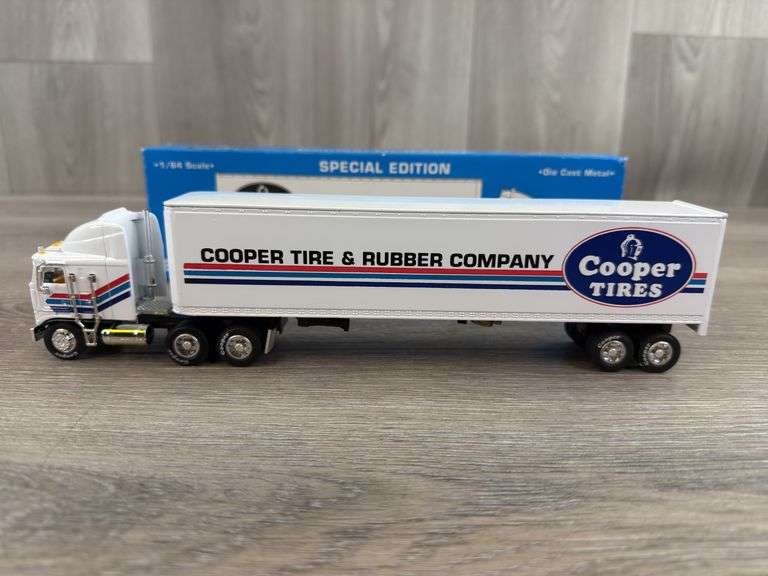 •1/64 Scale•
SPECIAL EDITION
•Die Cast Metal•
COOPER TIRE & RUBBER COMPANY
Cooper
TIRES